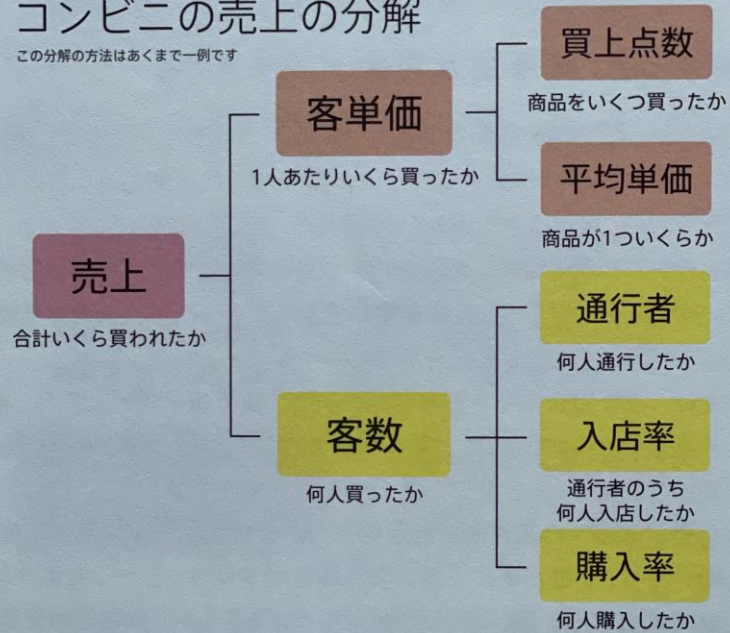 コンビニの売上の分解
この分解の方法はあくまで一例です
売上
合計いくら買われたか
客単価
1人あたりいくら買ったか
買上点数
商品をいくつ買ったか
平均単価
商品が1ついくらか
客数
何人買ったか
通行者
何人通行したか
入店率
通行者のうち
何人入店したか
購入率
何人購入したか